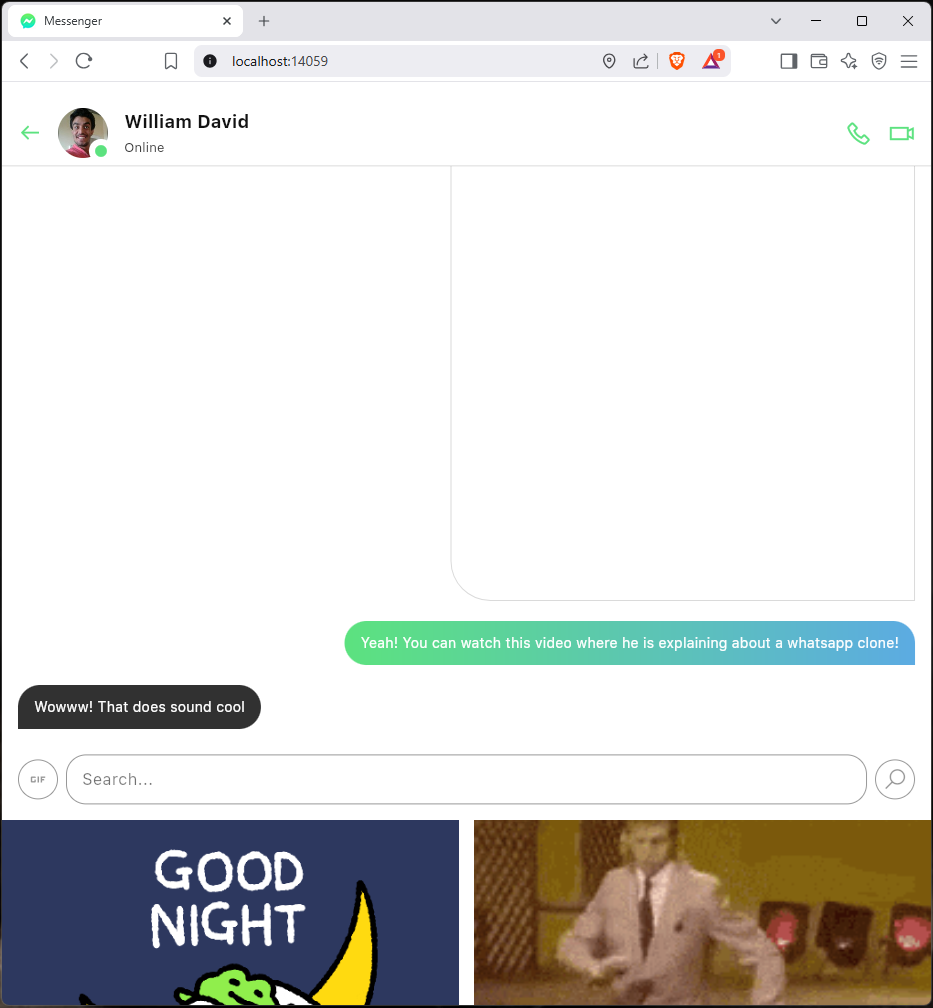 Messenger
localhost:14059
1
William David
Online
Yeah! You can watch this video where he is explaining about a whatsapp clone!
Wowww! That does sound cool
GIF
Search...
GOOD
NIGHT